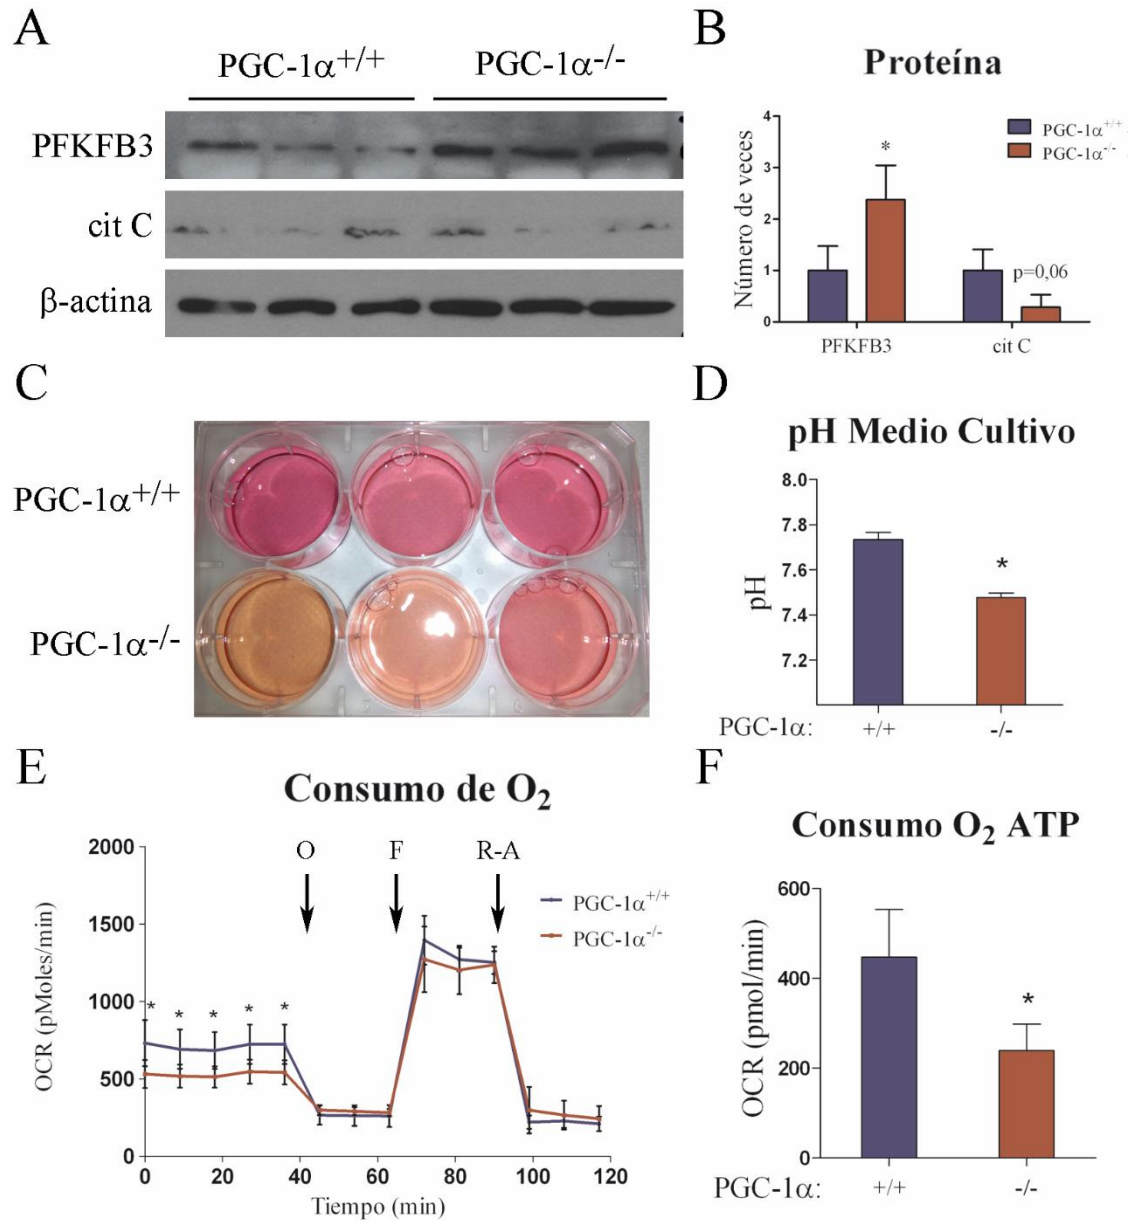 A
PGC-1α+/+
PGC-1α-/-
PFKFB3
cit C
β-actina
B
Proteína
Número de veces
4
3
2
1
0
PGC-1α+/+
PGC-1α-/-
*
p=0,06
PFKFB3
cit C
C
PGC-1α+/+
PGC-1α-/-
D
pH Medio Cultivo
pH
8.0
7.8
7.6
7.4
7.2
*
PGC-1α: +/+ -/-
E
Consumo de O2
OCR (pMoles/min)
2000
1500
1000
500
0
O F R-A
PGC-1α+/+
PGC-1α-/-
* * * * *
0 20 40 60 80 100 120
Tiempo (min)
F
Consumo O2 ATP
OCR (pmol/min)
600
400
200
0
*
PGC-1α: +/+ -/-